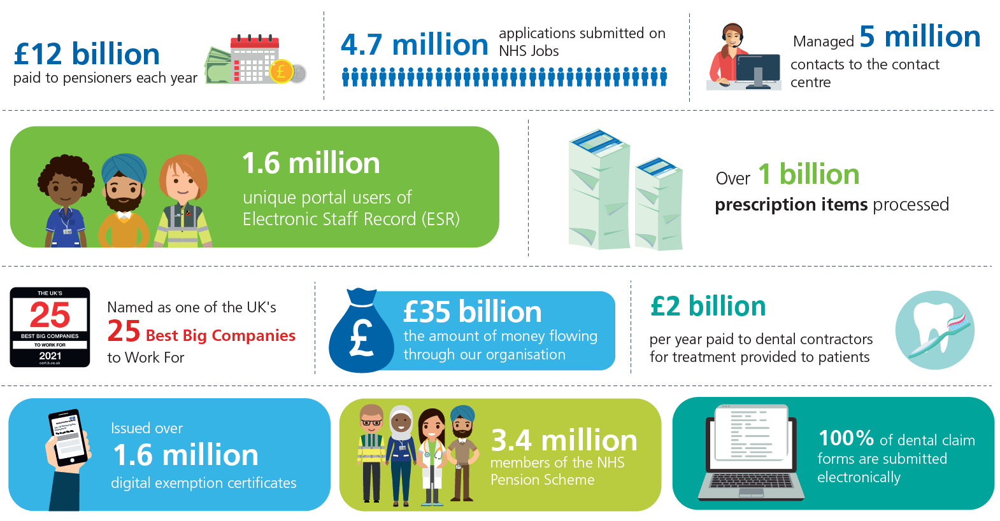 £12 billion
paid to pensioners each year
4.7 million
applications submitted on
NHS Jobs
Managed 5 million
contacts to the contact
centre
1.6 million
unique portal users of
Electronic Staff Record (ESR)
Over 1 billion
prescription items processed
THE UK'S
25
BEST BIG COMPANIES
TO WORK FOR
2021
cert.b.co.uk
Named as one of the UK's
25 Best Big Companies
to Work For
£
£35 billion
the amount of money flowing
through our organisation
£2 billion
per year paid to dental contractors
for treatment provided to patients
Issued over
1.6 million
digital exemption certificates
3.4 million
members of the NHS
Pension Scheme
100% of dental claim
forms are submitted
electronically